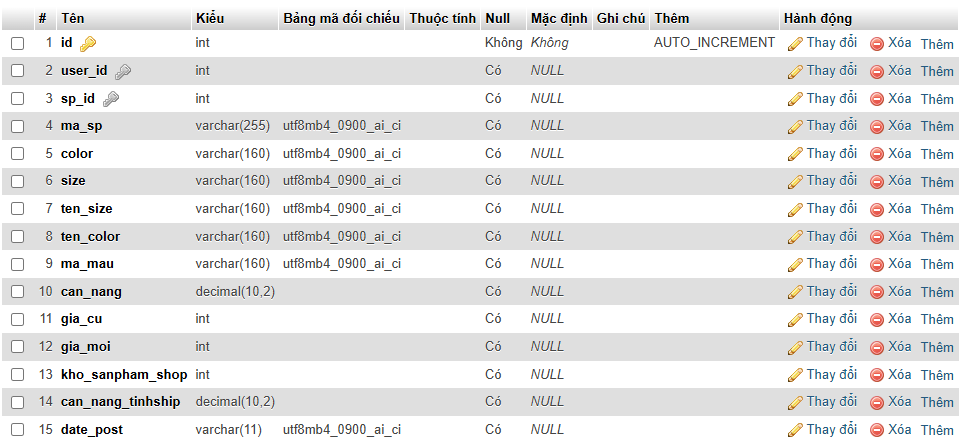 # Tên Kiểu Bảng mã đối chiếu Thuộc tính Null Mặc định Ghi chú Thêm Hành động
1 id int Không Không AUTO_INCREMENT Thay đổi Xóa Thêm
2 user_id int Có NULL Thay đổi Xóa Thêm
3 sp_id int Có NULL Thay đổi Xóa Thêm
4 ma_sp varchar(255) utf8mb4_0900_ai_ci Có NULL Thay đổi Xóa Thêm
5 color varchar(160) utf8mb4_0900_ai_ci Có NULL Thay đổi Xóa Thêm
6 size varchar(160) utf8mb4_0900_ai_ci Có NULL Thay đổi Xóa Thêm
7 ten_size varchar(160) utf8mb4_0900_ai_ci Có NULL Thay đổi Xóa Thêm
8 ten_color varchar(160) utf8mb4_0900_ai_ci Có NULL Thay đổi Xóa Thêm
9 ma_mau varchar(160) utf8mb4_0900_ai_ci Có NULL Thay đổi Xóa Thêm
10 can_nang decimal(10,2) Có NULL Thay đổi Xóa Thêm
11 gia_cu int Có NULL Thay đổi Xóa Thêm
12 gia_moi int Có NULL Thay đổi Xóa Thêm
13 kho_sanpham_shop int Có NULL Thay đổi Xóa Thêm
14 can_nang_tinhship decimal(10,2) Có NULL Thay đổi Xóa Thêm
15 date_post varchar(11) utf8mb4_0900_ai_ci Có NULL Thay đổi Xóa Thêm